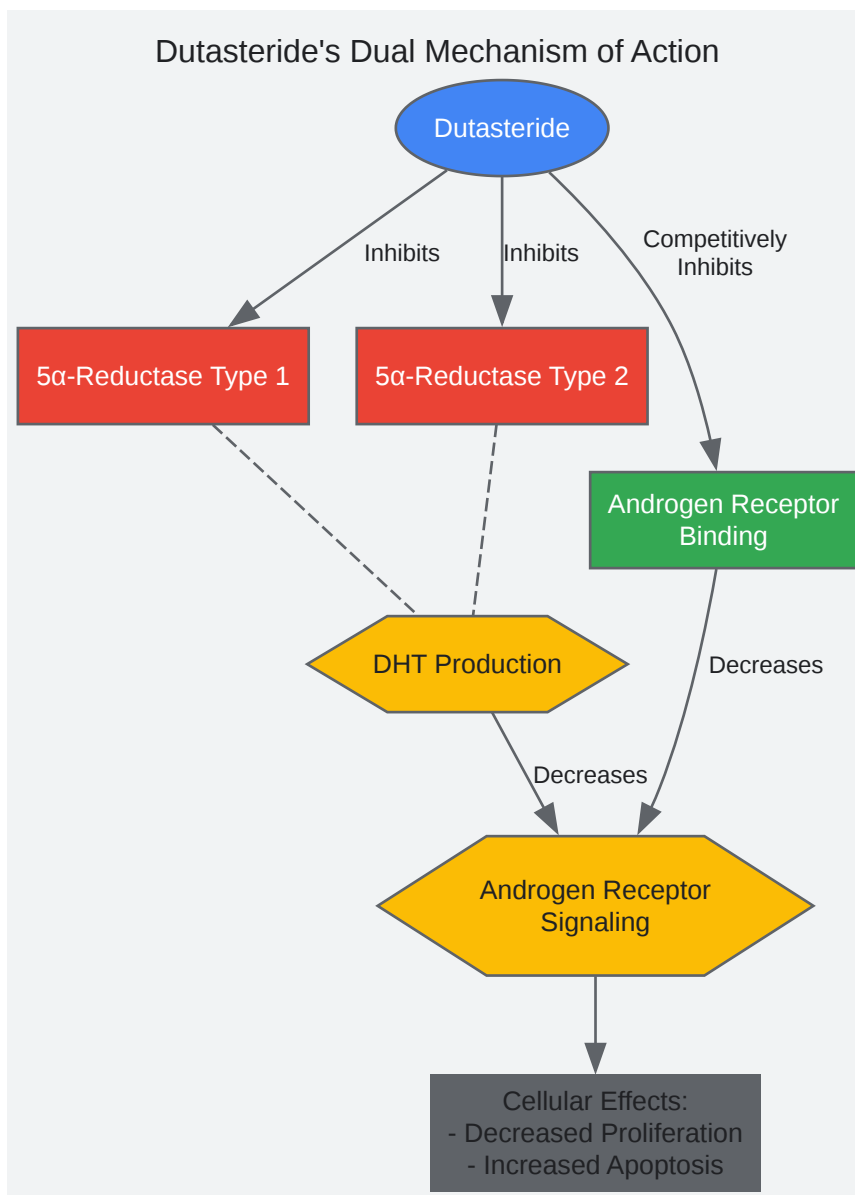 Dutasteride's Dual Mechanism of Action
Dutasteride
Inhibits
Inhibits
Competitively
Inhibits
5α-Reductase Type 1
5α-Reductase Type 2
Androgen Receptor
Binding
DHT Production
Decreases
Decreases
Androgen Receptor
Signaling
Cellular Effects:
- Decreased Proliferation
- Increased Apoptosis